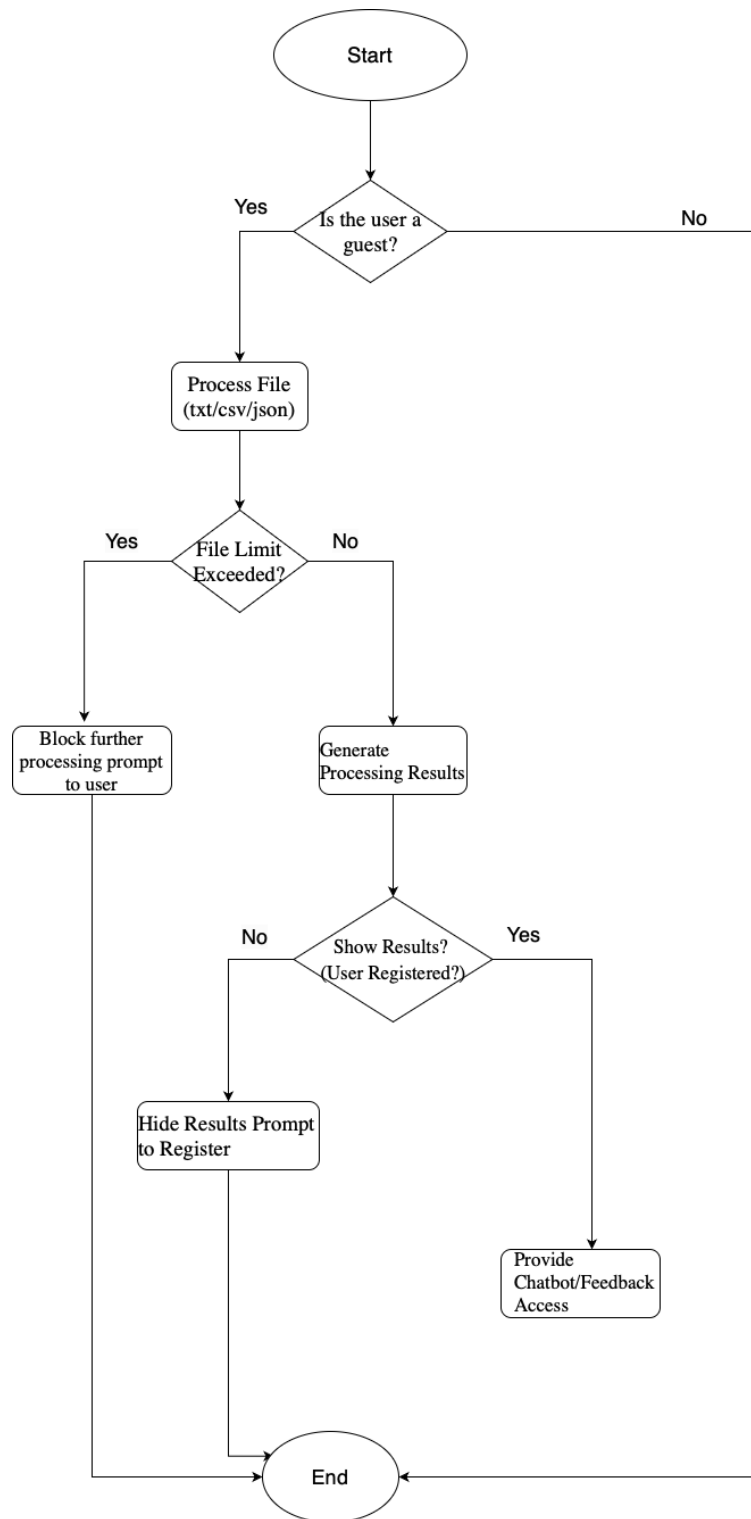 Start
Yes
Is the user a
guest?
No
Process File
(txt/csv/json)
Yes
File Limit
Exceeded?
No
Block further
processing prompt
to user
Generate
Processing Results
No
Show Results?
(User Registered?)
Yes
Hide Results Prompt
to Register
Provide
Chatbot/Feedback
Access
End